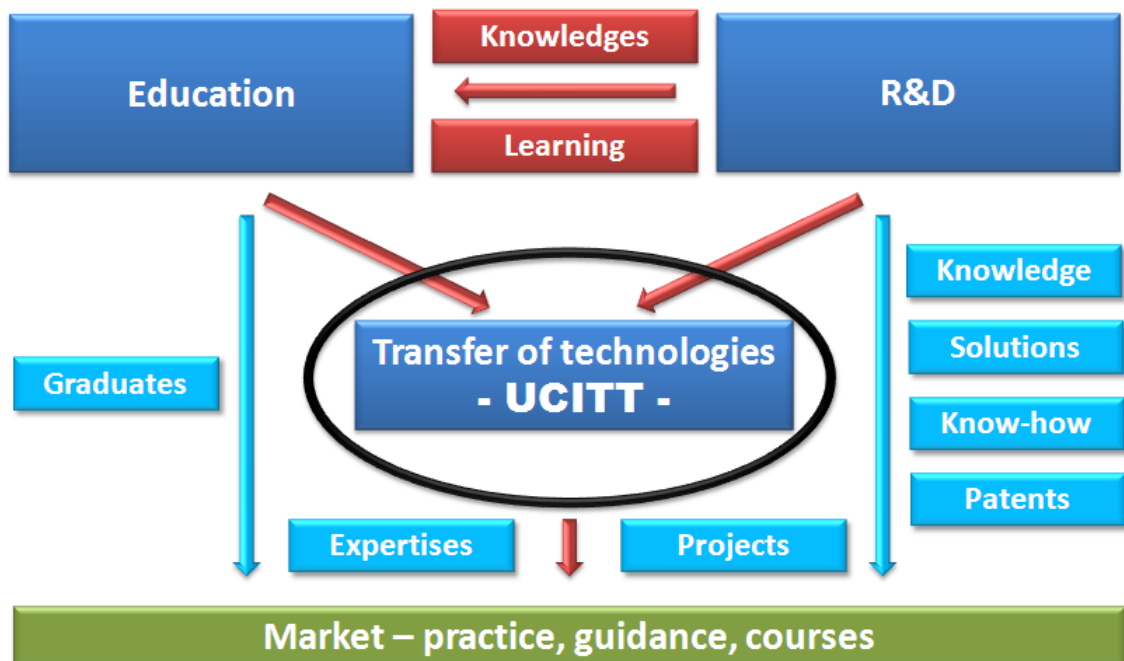 Knowledges
Education
R&D
Learning
Knowledge
Transfer of technologies
- UCITT -
Solutions
Graduates
Know-how
Patents
Expertises
Projects
Market – practice, guidance, courses